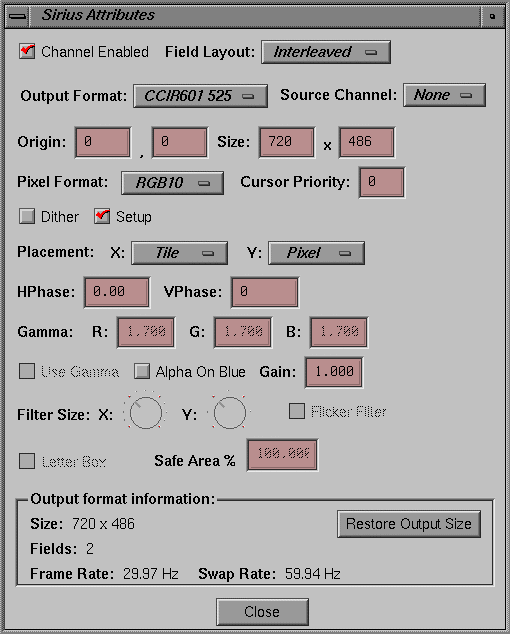 Sirius Attributes
Channel Enabled Field Layout: Interleaved
Output Format: CCIR601 525 Source Channel: None
Origin: 0 , 0 Size: 720 x 486
Pixel Format: RGB10 Cursor Priority: 0
Dither Setup
Placement: X: Tile Y: Pixel
HPhase: 0.00 VPhase: 0
Gamma: R: 1.700 G: 1.700 B: 1.700
Use Gamma Alpha On Blue Gain: 1.000
Filter Size: X: Y: Flicker Filter
Letter Box Safe Area % 100.000
Output format information:
Size: 720 x 486 Restore Output Size
Fields: 2
Frame Rate: 29.97 Hz Swap Rate: 59.94 Hz
Close